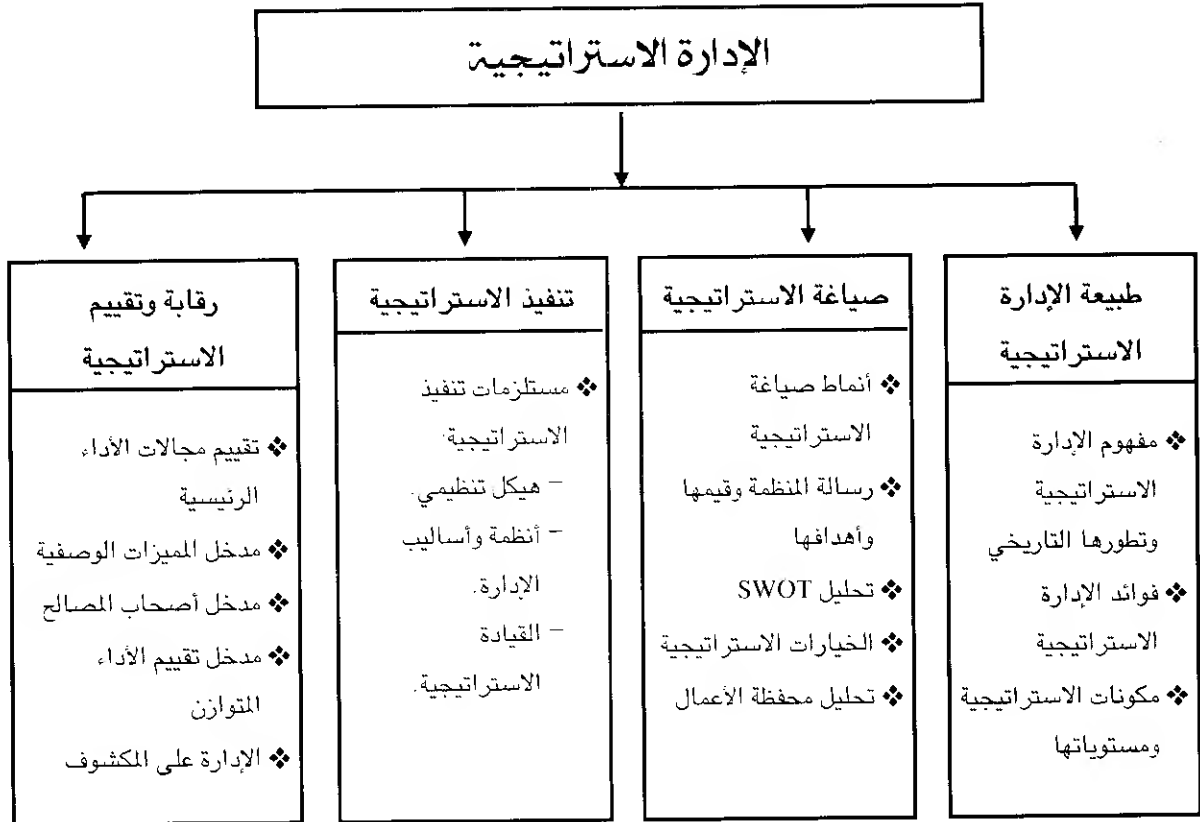 الإدارة الاستراتيجية
طبيعة الإدارة
الاستراتيجية
❖ مفهوم الإدارة
الاستراتيجية
وتطورها التاريخي
❖ فوائد الإدارة
الاستراتيجية
❖ مكونات الاستراتيجية
ومستوياتها
صياغة الاستراتيجية
❖ أنماط صياغة
الاستراتيجية
❖ رسالة المنظمة وقيمها
وأهدافها
❖ تحليل SWOT
❖ الخيارات الاستراتيجية
❖ تحليل محفظة الأعمال
تنفيذ الاستراتيجية
❖ مستلزمات تنفيذ
الاستراتيجية:
– هيكل تنظيمي.
– أنظمة وأساليب
الإدارة.
– القيادة
الاستراتيجية.
رقابة وتقييم
الاستراتيجية
❖ تقييم مجالات الأداء
الرئيسية
❖ مدخل المميزات الوصفية
❖ مدخل أصحاب المصالح
❖ مدخل تقييم الأداء
المتوازن
❖ الإدارة على المكشوف